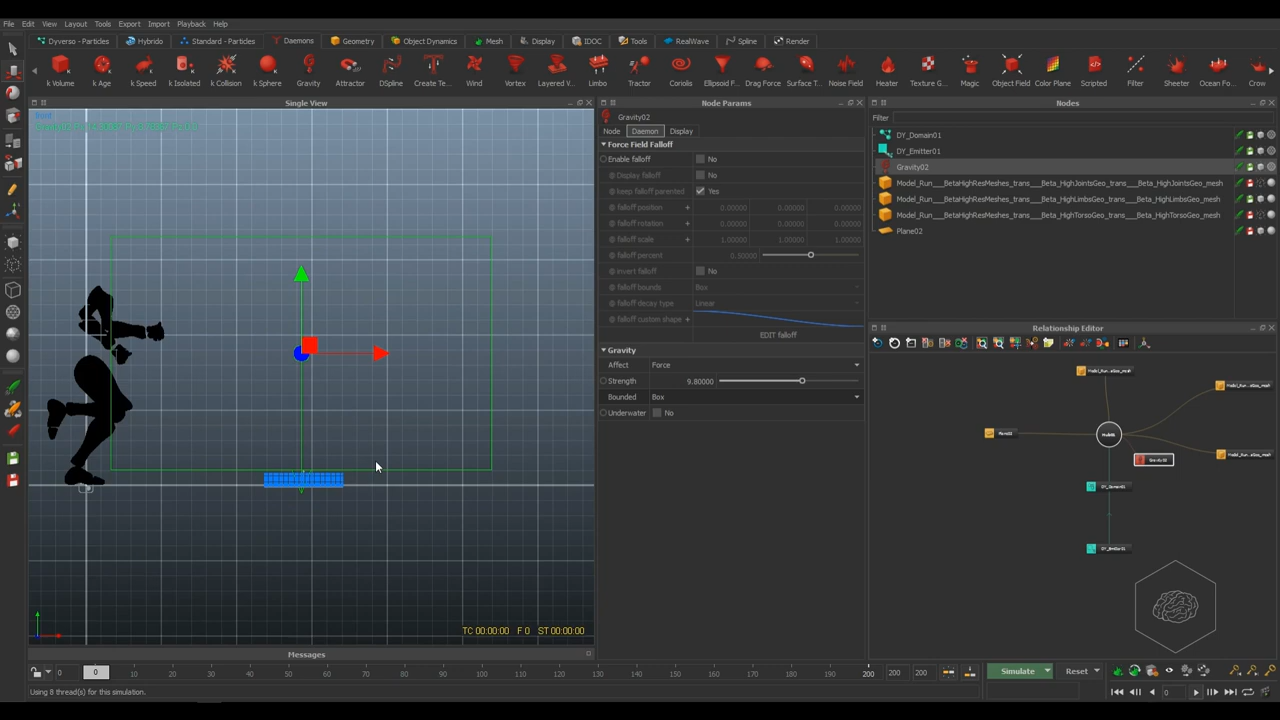 File Edit View Layout Tools Export Import Playback Help
Dyverso - Particles Hybrido Standard - Particles Daemons Geometry Object Dynamics Mesh Display IDOC Tools RealWave Spline Render
k Volume k Age k Speed k Isolated k Collision k Sphere Gravity Attractor DSpline Create Te... Wind Vortex Layered V... Limbo Tractor Coriolis Ellipsoid F... Drag Force Surface T... Noise Field Heater Texture G... Magic Object Field Color Plane Scripted Filter Sheeter Ocean Fo... Crow
Single View
Node Params
Nodes
Gravity02
Filter
Node Daemon Display
DY_Domain01
Force Field Falloff
DY_Emitter01
Enable falloff No
Gravity02
Display falloff No
Model_Run___BetaHighResMeshes_trans___Beta_HighJointsGeo_trans___Beta_HighJointsGeo_mesh
keep falloff parented Yes
Model_Run___BetaHighResMeshes_trans___Beta_HighLimbsGeo_trans___Beta_HighLimbsGeo_mesh
falloff position + 0.00000 0.00000 0.00000
Model_Run___BetaHighResMeshes_trans___Beta_HighTorsoGeo_trans___Beta_HighTorsoGeo_mesh
falloff rotation + 0.00000 0.00000 0.00000
Plane02
falloff scale + 1.00000 1.00000 1.00000
falloff percent 0.50000
invert falloff No
falloff bounds Box
falloff decay type Linear
falloff custom shape +
EDIT falloff
Relationship Editor
Gravity
Affect Force
Strength 9.80000
Bounded Box
Underwater No
TC 00:00:00 F 0 ST 00:00:00
Messages
0 0 10 20 30 40 50 60 70 80 90 100 110 120 130 140 150 160 170 180 190 200 200 200
Simulate Reset
Using 8 thread(s) for this simulation.
0